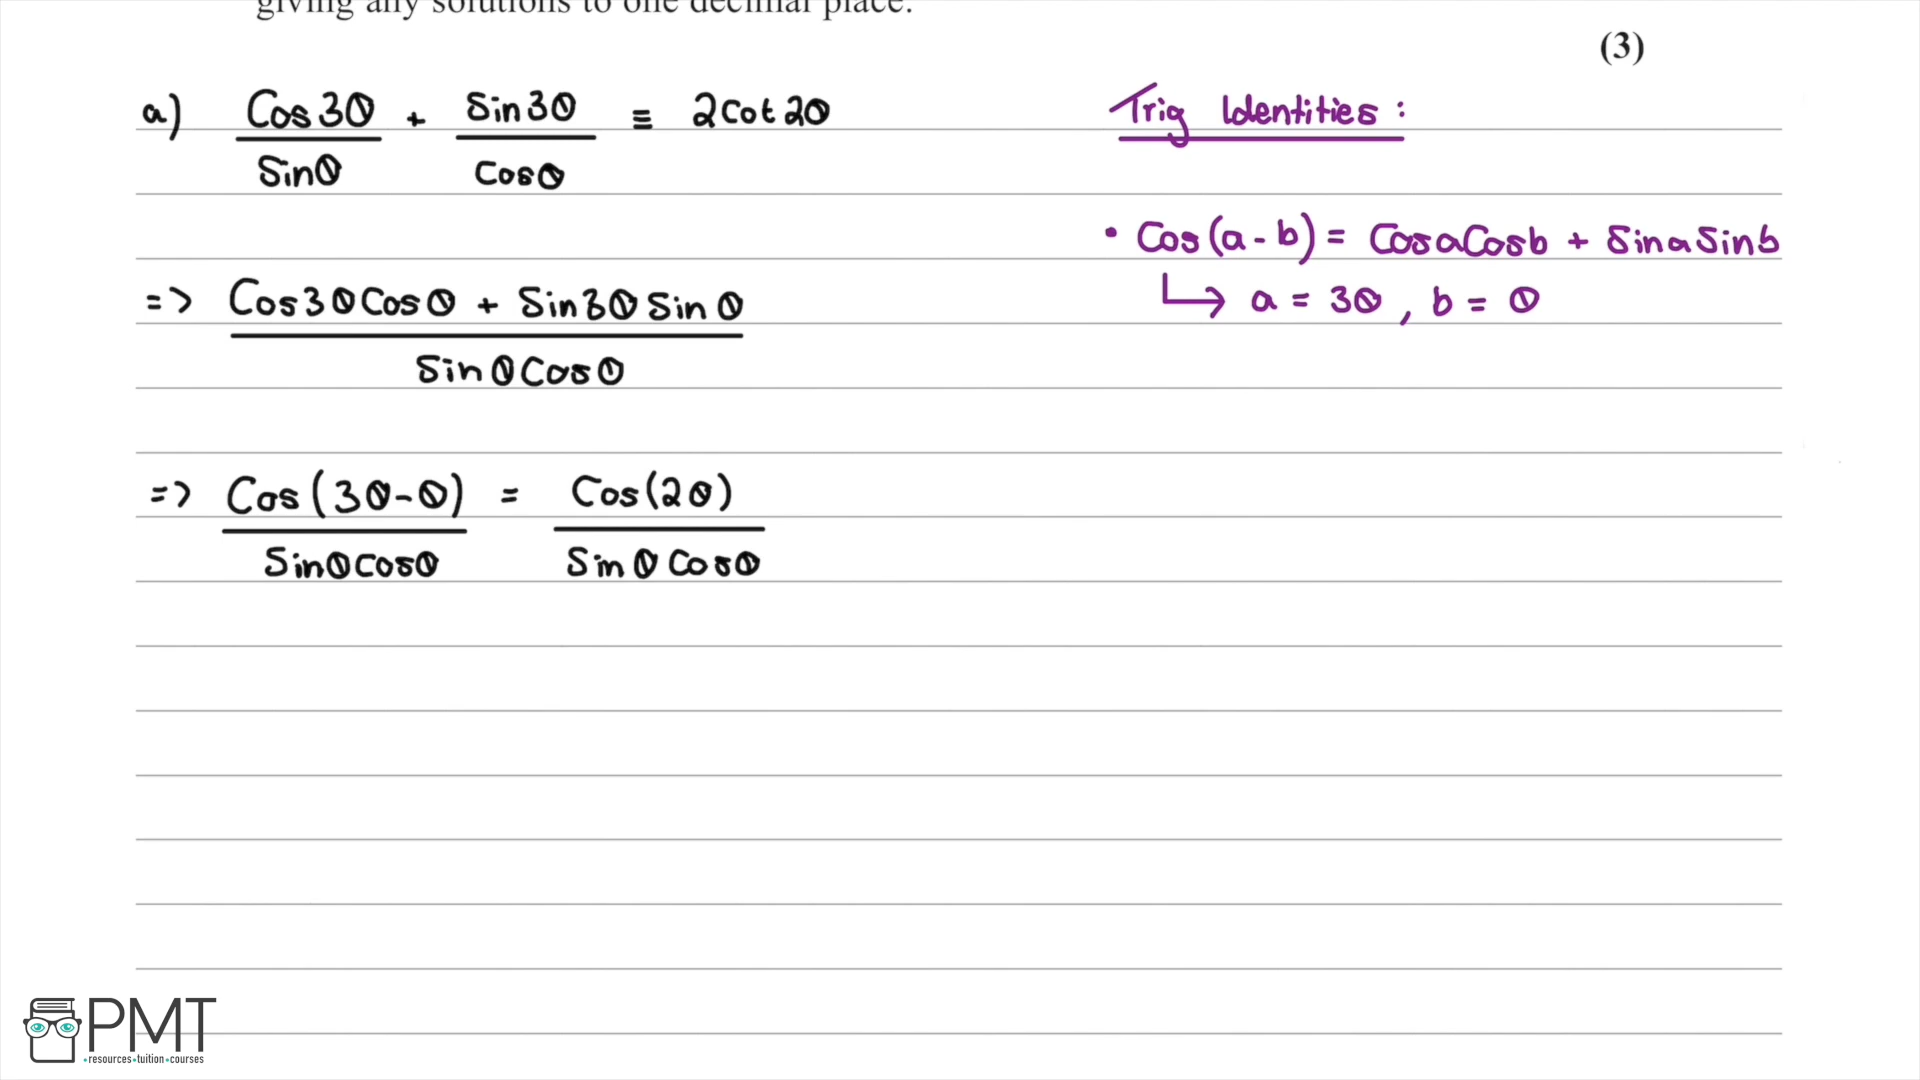 giving any solutions to one decimal place.
(3)
a) Cos3θ/Sinθ + Sin3θ/Cosθ ≡ 2Cot2θ
=> Cos3θCosθ + Sin3θSinθ / SinθCosθ
=> Cos(3θ-θ)/SinθCosθ = Cos(2θ)/SinθCosθ
Trig Identities:
• Cos(a-b) = CosaCosb + SinaSinb
↳ a = 3θ, b = θ
PMT
•resources•tuition•courses